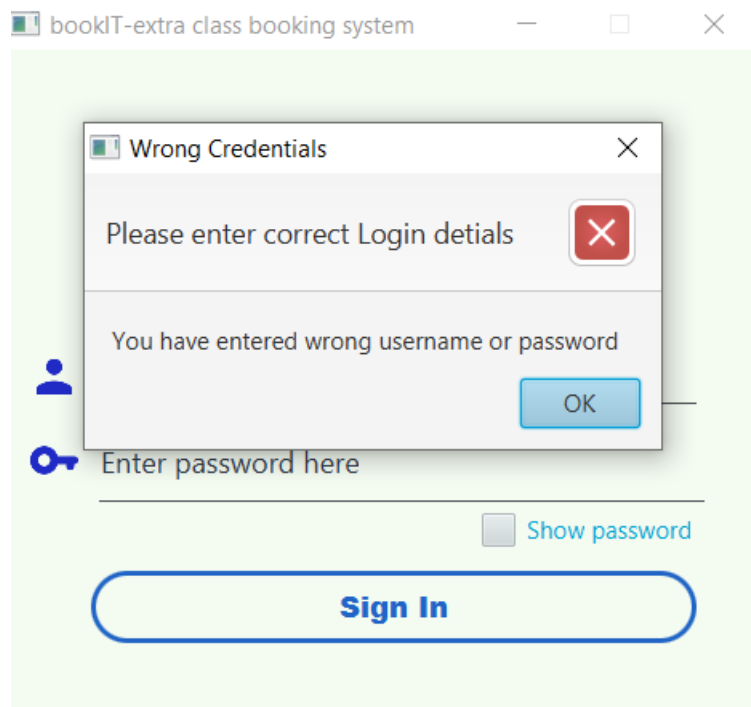 bookIT-extra class booking system
Wrong Credentials
Please enter correct Login detials
You have entered wrong username or password
OK
Enter password here
Show password
Sign In